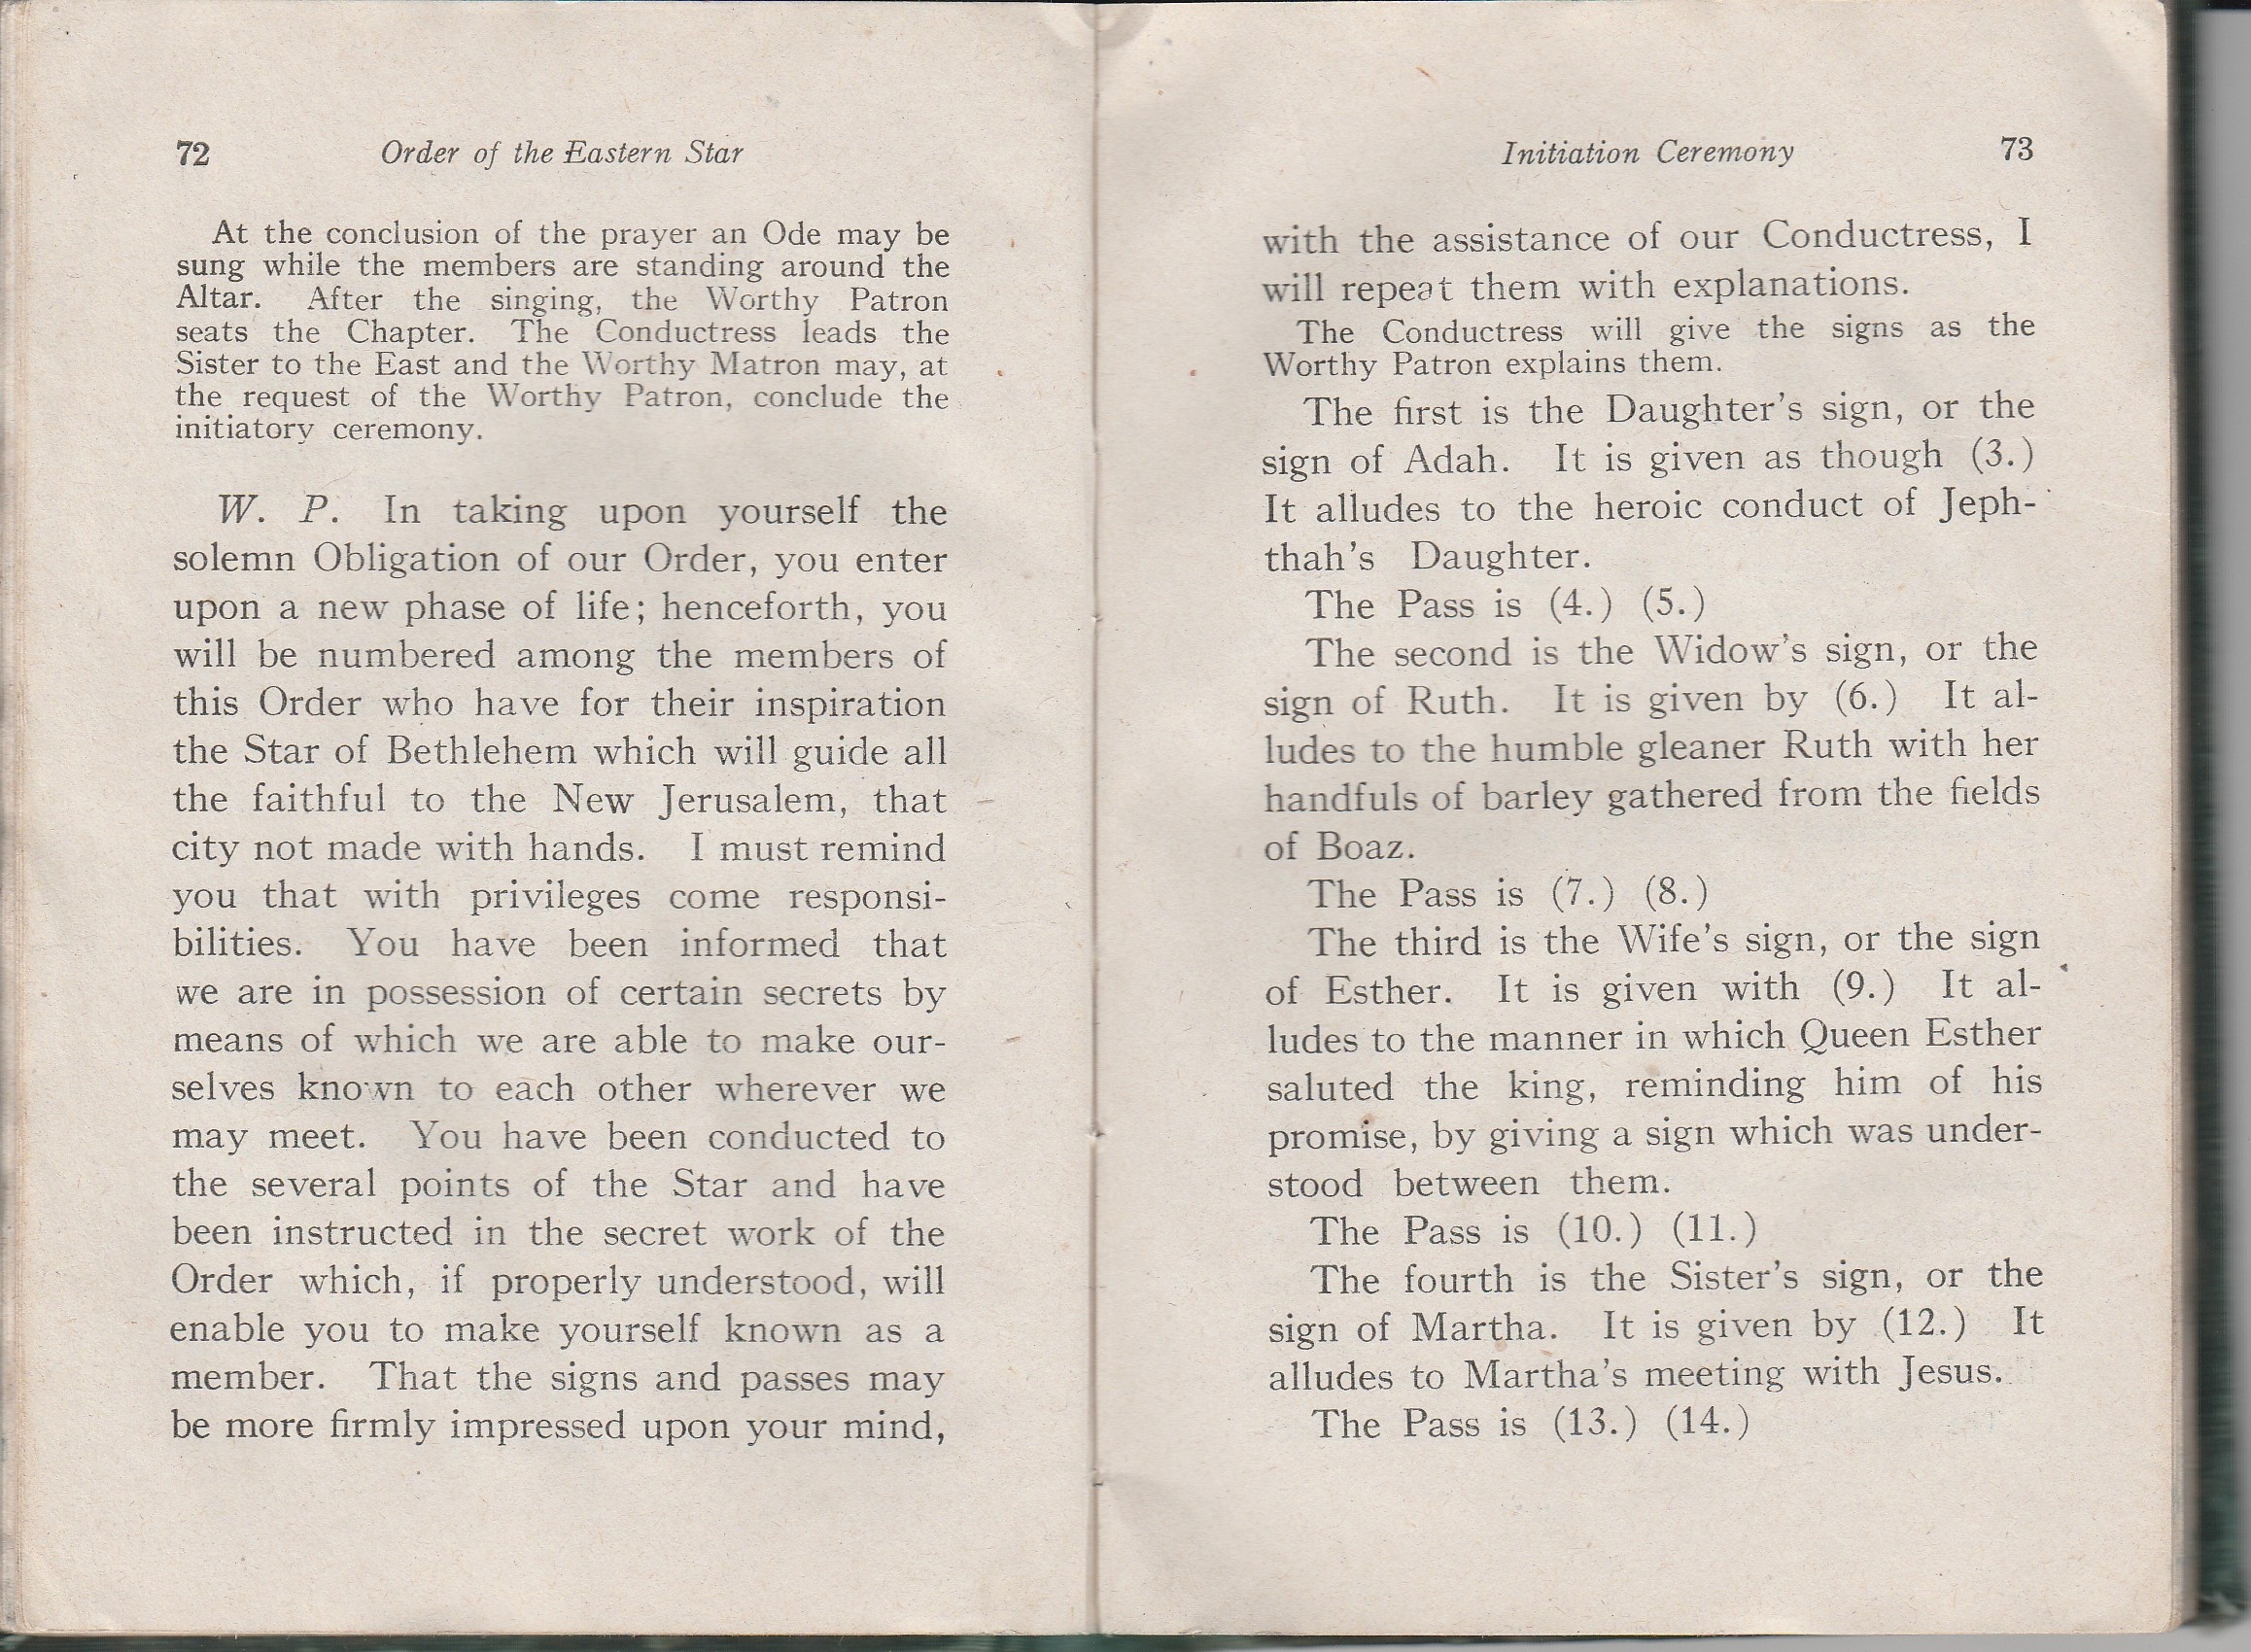 72 Order of the Eastern Star
At the conclusion of the prayer an Ode may be
sung while the members are standing around the
Altar. After the singing, the Worthy Patron
seats the Chapter. The Conductress leads the
Sister to the East and the Worthy Matron may, at
the request of the Worthy Patron, conclude the
initiatory ceremony.
W. P. In taking upon yourself the
solemn Obligation of our Order, you enter
upon a new phase of life; henceforth, you
will be numbered among the members of
this Order who have for their inspiration
the Star of Bethlehem which will guide all
the faithful to the New Jerusalem, that
city not made with hands. I must remind
you that with privileges come responsi-
bilities. You have been informed that
we are in possession of certain secrets by
means of which we are able to make our-
selves known to each other wherever we
may meet. You have been conducted to
the several points of the Star and have
been instructed in the secret work of the
Order which, if properly understood, will
enable you to make yourself known as a
member. That the signs and passes may
be more firmly impressed upon your mind,
Initiation Ceremony 73
with the assistance of our Conductress, I
will repeat them with explanations.
The Conductress will give the signs as the
Worthy Patron explains them.
The first is the Daughter's sign, or the
sign of Adah. It is given as though (3.)
It alludes to the heroic conduct of Jeph-
thah's Daughter.
The Pass is (4.) (5.)
The second is the Widow's sign, or the
sign of Ruth. It is given by (6.) It al-
ludes to the humble gleaner Ruth with her
handfuls of barley gathered from the fields
of Boaz.
The Pass is (7.) (8.)
The third is the Wife's sign, or the sign
of Esther. It is given with (9.) It al-
ludes to the manner in which Queen Esther
saluted the king, reminding him of his
promise, by giving a sign which was under-
stood between them.
The Pass is (10.) (11.)
The fourth is the Sister's sign, or the
sign of Martha. It is given by (12.) It
alludes to Martha's meeting with Jesus.
The Pass is (13.) (14.)